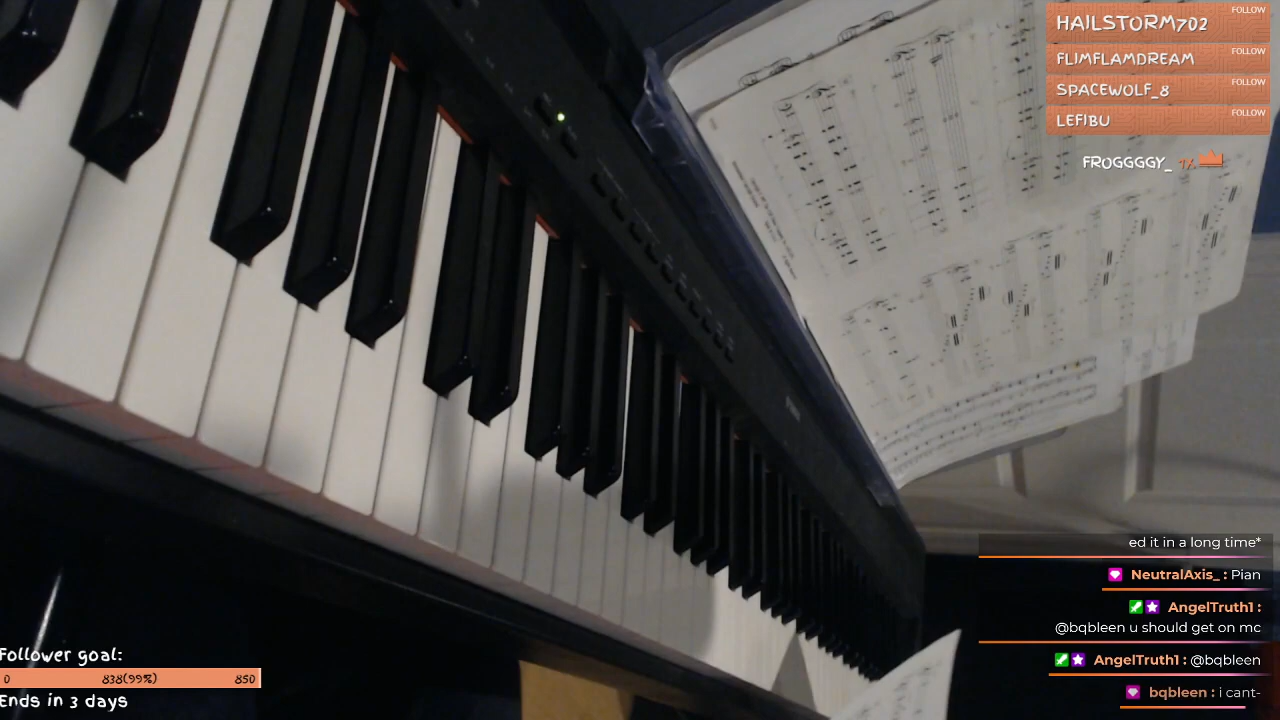 FOLLOW
HAILSTORM702
FOLLOW
FLIMFLAMDREAM
FOLLOW
SPACEWOLF_8
FOLLOW
LEFIBU
FROGGGGY_ 1X
ed it in a long time*
NeutralAxis_ : Pian
AngelTruth1 :
@bqbleen u should get on mc
AngelTruth1 : @bqbleen
bqbleen : i cant-
Follower goal:
0 838(99%) 850
Ends in 3 days